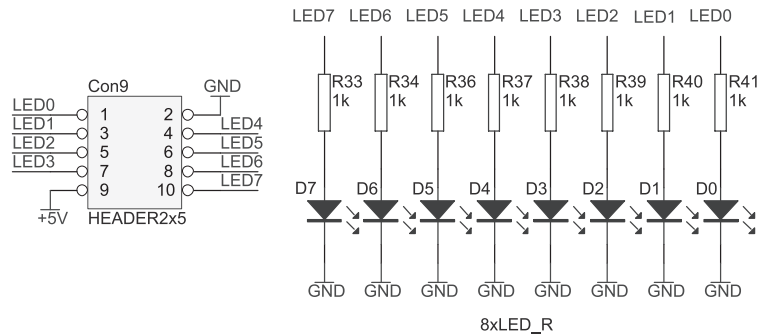 LED7 LED6 LED5 LED4 LED3 LED2 LED1 LED0
Con9
GND
LED0 1 2
LED1 3 4 LED4
LED2 5 6 LED5
LED3 7 8 LED6
9 10 LED7
+5V
HEADER2x5
R33 R34 R36 R37 R38 R39 R40 R41
1k 1k 1k 1k 1k 1k 1k 1k
D7 D6 D5 D4 D3 D2 D1 D0
GND GND GND GND GND GND GND GND
8xLED_R